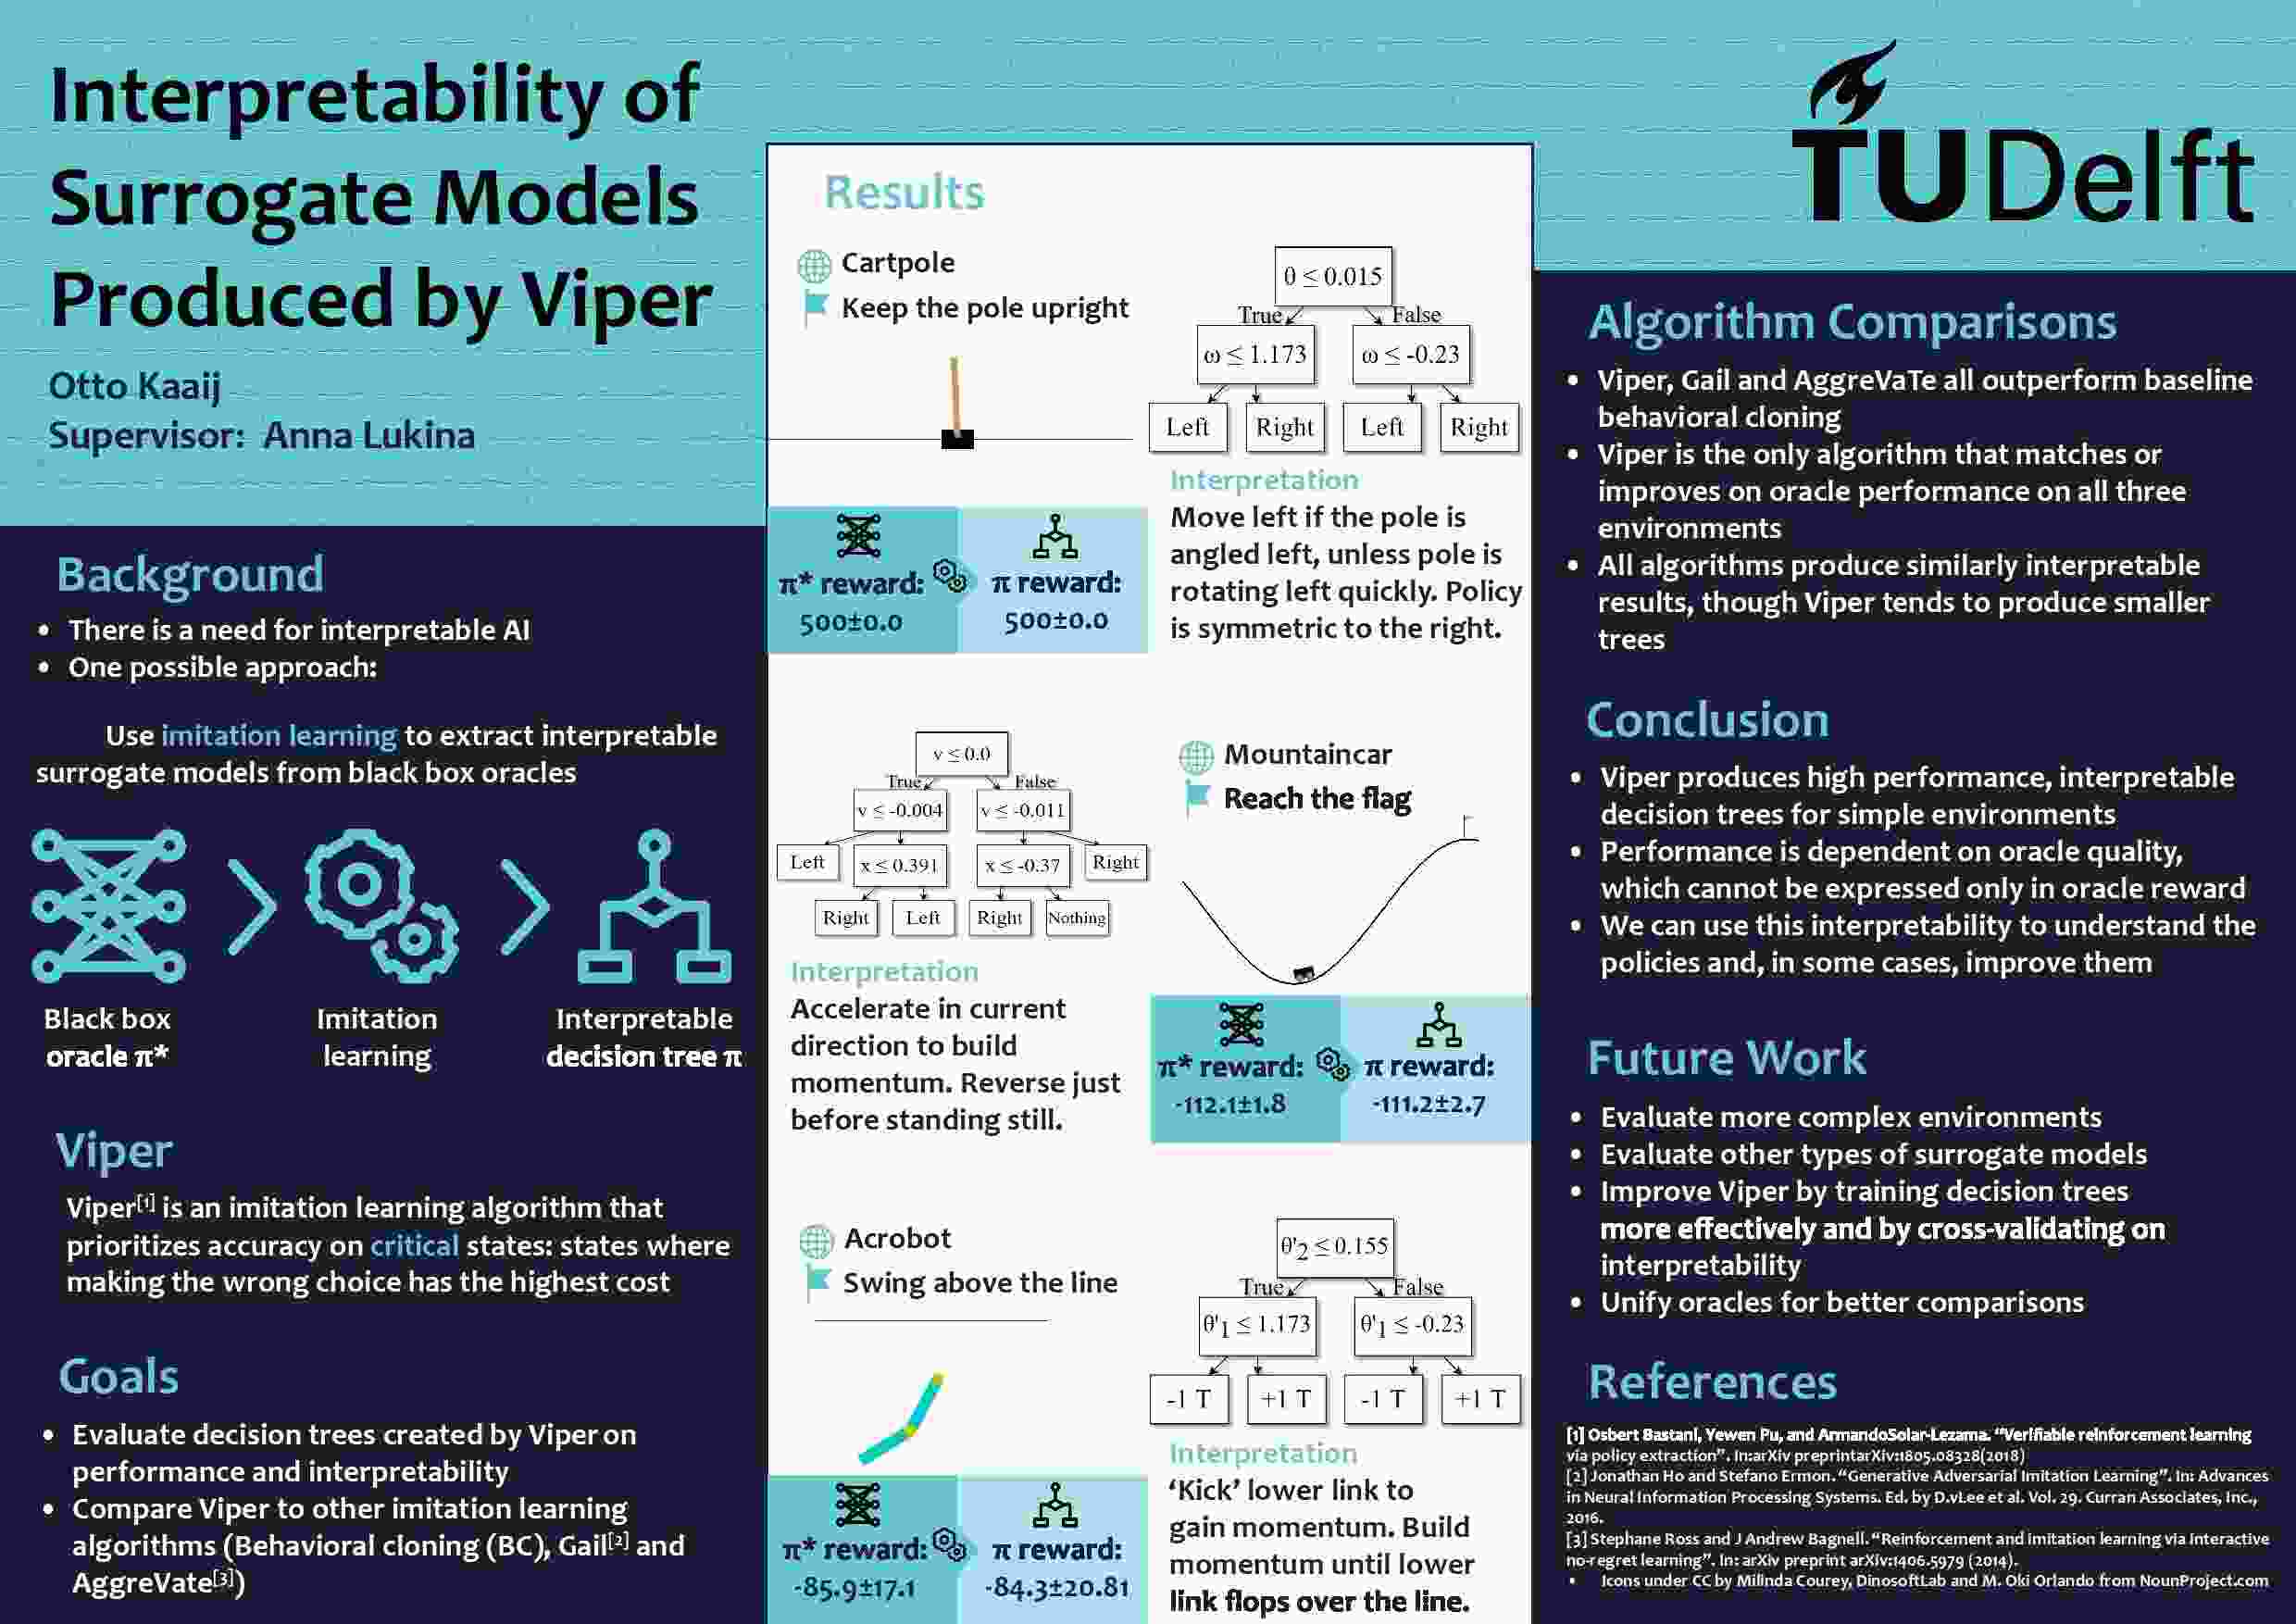 Interpretability of
Surrogate Models
Produced by Viper
Otto Kaaij
Supervisor: Anna Lukina
TUDelft
Background
• There is a need for interpretable AI
• One possible approach:
Use imitation learning to extract interpretable
surrogate models from black box oracles
Black box
oracle π*
Imitation
learning
Interpretable
decision tree π
Viper
Viper[1] is an imitation learning algorithm that
prioritizes accuracy on critical states: states where
making the wrong choice has the highest cost
Goals
• Evaluate decision trees created by Viper on
performance and interpretability
• Compare Viper to other imitation learning
algorithms (Behavioral cloning (BC), Gail[2] and
AggreVate[3])
Results
Cartpole
Keep the pole upright
θ ≤ 0.015
True False
ω ≤ 1.173 ω ≤ -0.23
Left Right Left Right
π* reward: π reward:
500±0.0 500±0.0
Interpretation
Move left if the pole is
angled left, unless pole is
rotating left quickly. Policy
is symmetric to the right.
v ≤ 0.0
True False
v ≤ -0.004 v ≤ -0.011
Left x ≤ 0.391 x ≤ -0.37 Right
Right Left Right Nothing
Interpretation
Accelerate in current
direction to build
momentum. Reverse just
before standing still.
Mountaincar
Reach the flag
π* reward: π reward:
-112.1±1.8 -111.2±2.7
Acrobot
Swing above the line
θ'2 ≤ 0.155
True False
θ'1 ≤ 1.173 θ'1 ≤ -0.23
-1 T +1 T -1 T +1 T
π* reward: π reward:
-85.9±17.1 -84.3±20.81
Interpretation
‘Kick’ lower link to
gain momentum. Build
momentum until lower
link flops over the line.
Algorithm Comparisons
• Viper, Gail and AggreVaTe all outperform baseline
behavioral cloning
• Viper is the only algorithm that matches or
improves on oracle performance on all three
environments
• All algorithms produce similarly interpretable
results, though Viper tends to produce smaller
trees
Conclusion
• Viper produces high performance, interpretable
decision trees for simple environments
• Performance is dependent on oracle quality,
which cannot be expressed only in oracle reward
• We can use this interpretability to understand the
policies and, in some cases, improve them
Future Work
• Evaluate more complex environments
• Evaluate other types of surrogate models
• Improve Viper by training decision trees
more effectively and by cross-validating on
interpretability
• Unify oracles for better comparisons
References
[1] Osbert Bastani, Yewen Pu, and ArmandoSolar-Lezama. “Verifiable reinforcement learning
via policy extraction”. In:arXiv preprintarXiv:1805.08328(2018)
[2] Jonathan Ho and Stefano Ermon. “Generative Adversarial Imitation Learning”. In: Advances
in Neural Information Processing Systems. Ed. by D.vLee et al. Vol. 29. Curran Associates, Inc.,
2016.
[3] Stephane Ross and J Andrew Bagnell. “Reinforcement and imitation learning via interactive
no-regret learning”. In: arXiv preprint arXiv:1406.5979 (2014).
• Icons under CC by Milinda Courey, DinosoftLab and M. Oki Orlando from NounProject.com